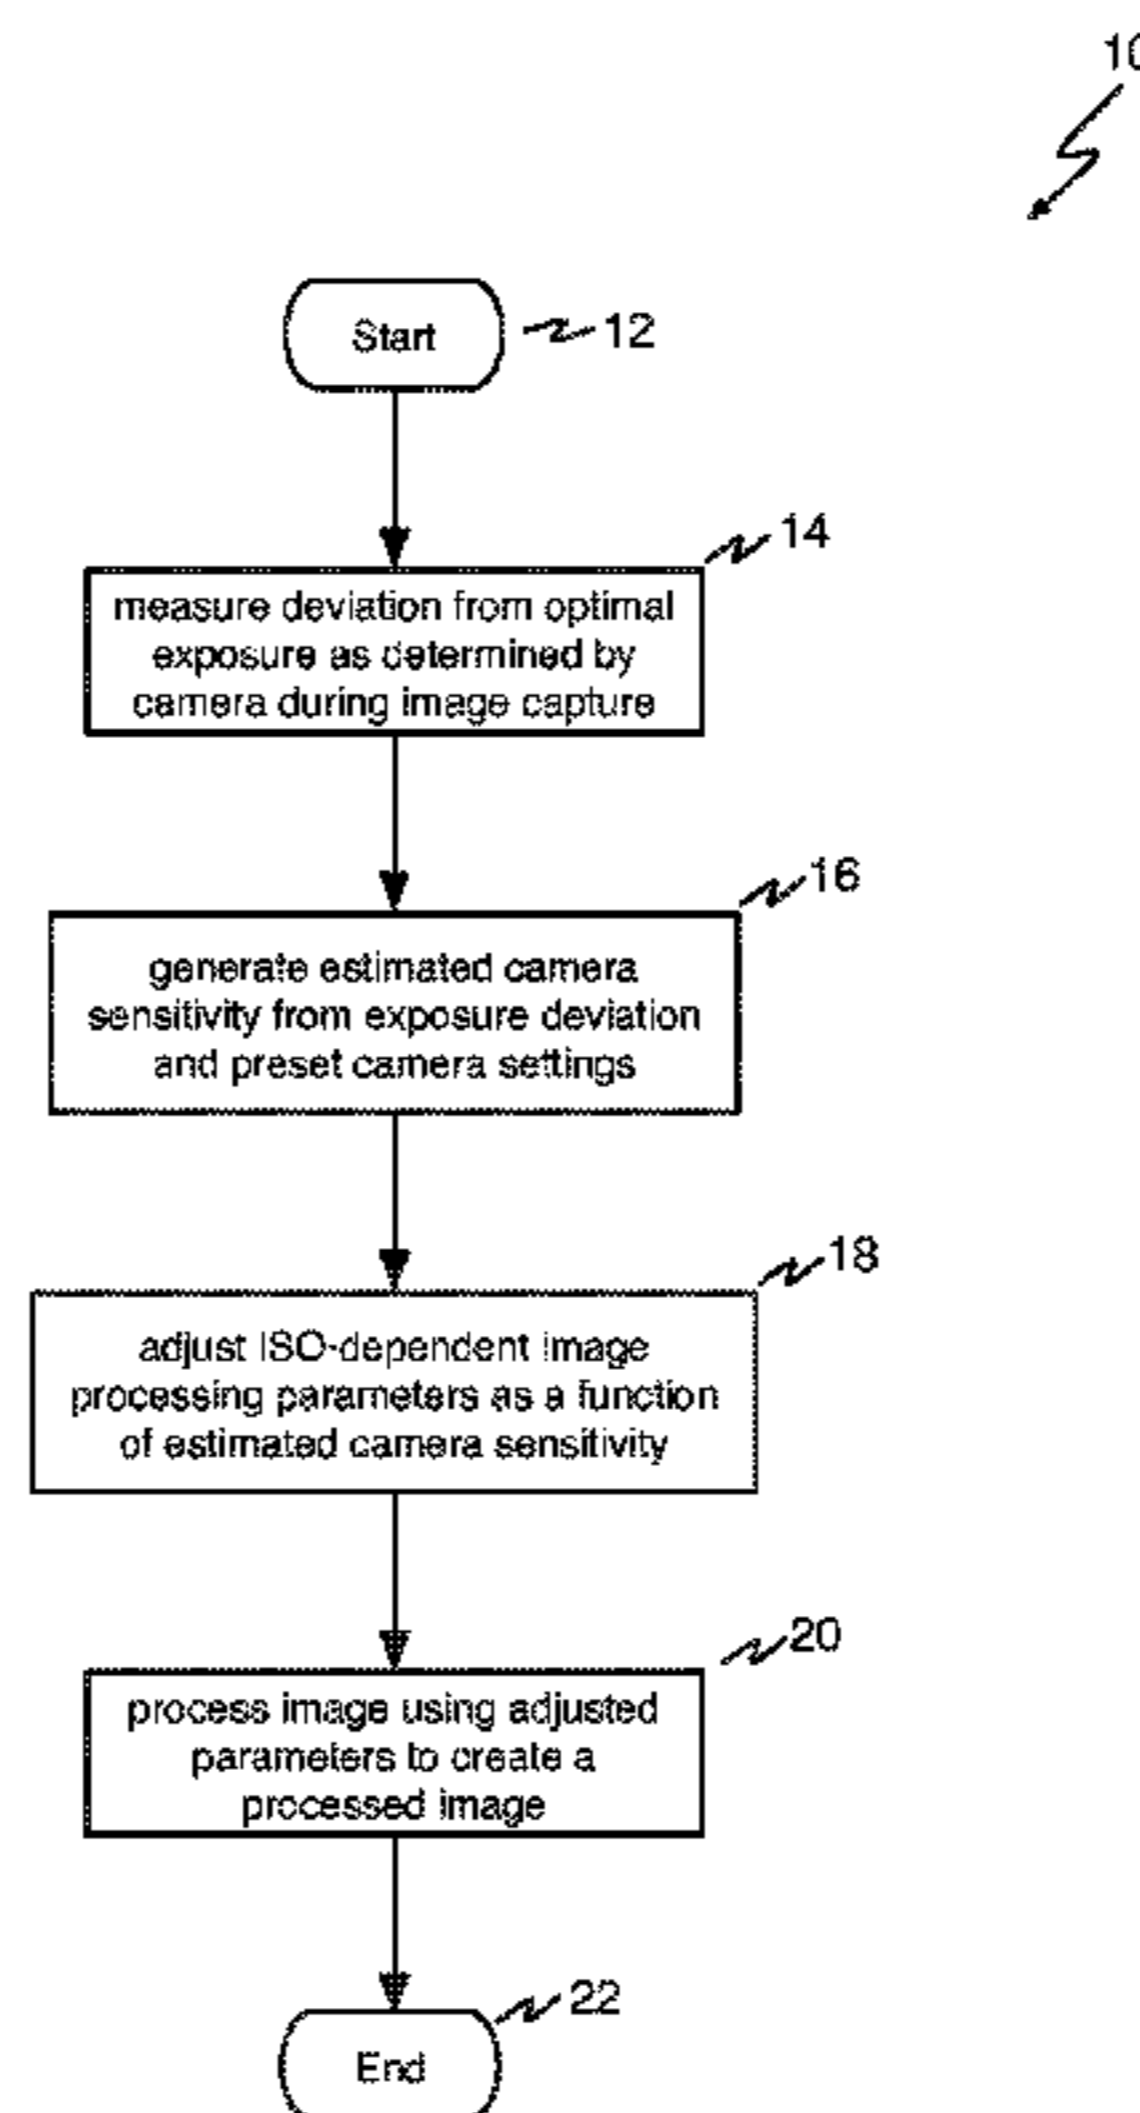 10
Start
12
14
measure deviation from optimal
exposure as determined by
camera during image capture
16
generate estimated camera
sensitivity from exposure deviation
and preset camera settings
18
adjust ISO-dependent image
processing parameters as a function
of estimated camera sensitivity
20
process image using adjusted
parameters to create a
processed image
22
End